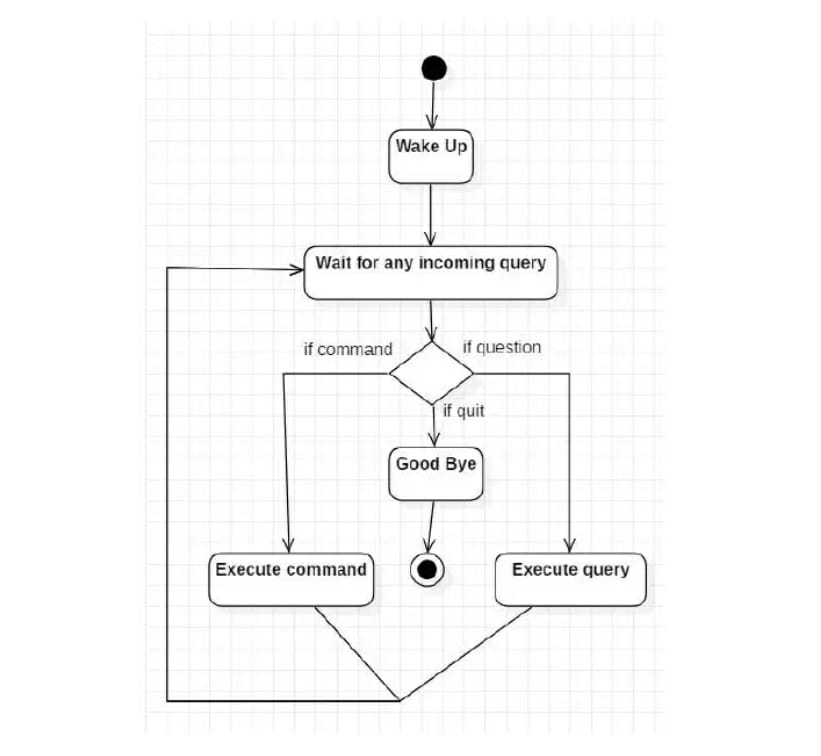 Wake Up
Wait for any incoming query
if command
if question
if quit
Good Bye
Execute command
Execute query